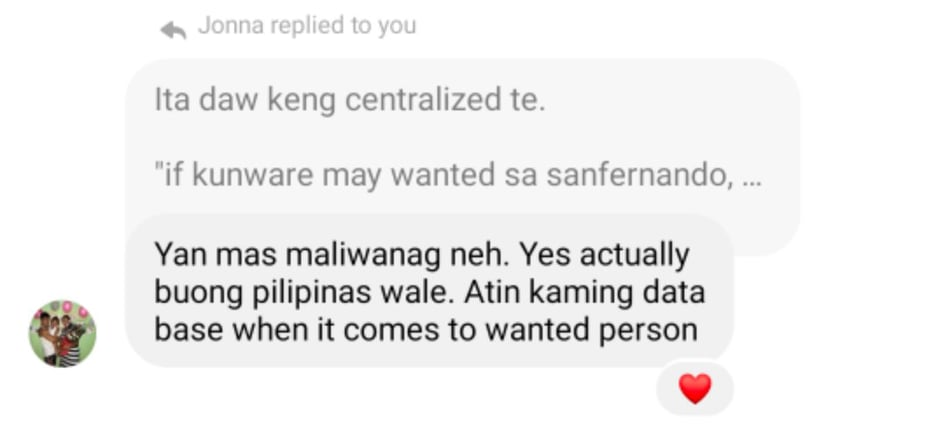 Jonna replied to you
Ita daw keng centralized te.
"if kunware may wanted sa sanfernando, ...
Yan mas maliwanag neh. Yes actually
buong pilipinas wale. Atin kaming data
base when it comes to wanted person